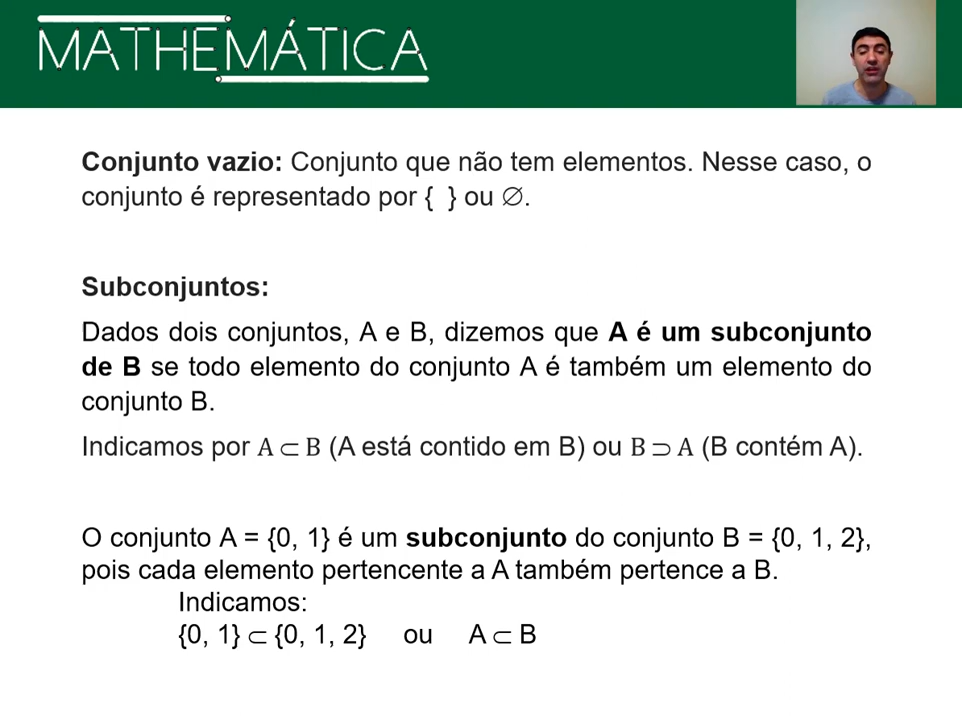 MATHEMÁTICA
Conjunto vazio: Conjunto que não tem elementos. Nesse caso, o
conjunto é representado por { } ou ∅.
Subconjuntos:
Dados dois conjuntos, A e B, dizemos que A é um subconjunto
de B se todo elemento do conjunto A é também um elemento do
conjunto B.
Indicamos por A ⊂ B (A está contido em B) ou B ⊃ A (B contém A).
O conjunto A = {0, 1} é um subconjunto do conjunto B = {0, 1, 2},
pois cada elemento pertencente a A também pertence a B.
Indicamos:
{0, 1} ⊂ {0, 1, 2} ou A ⊂ B